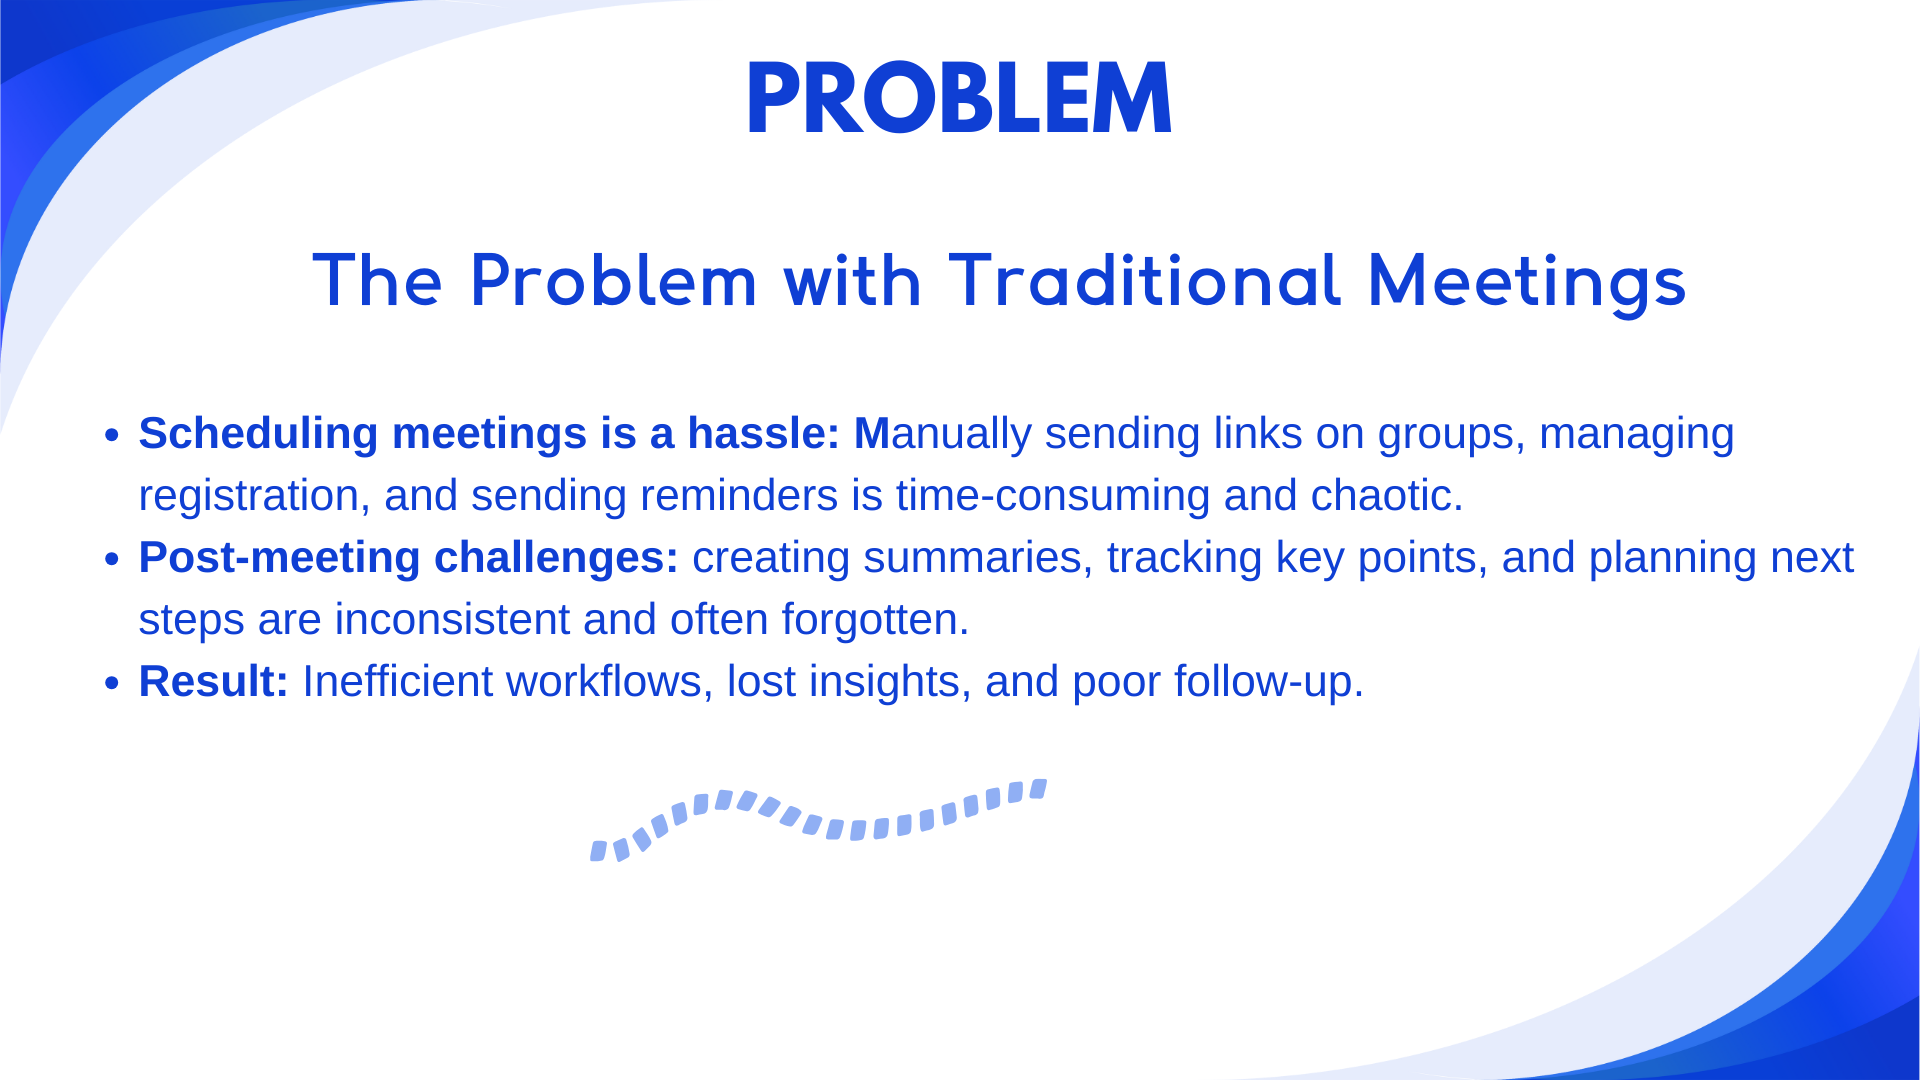 PROBLEM
The Problem with Traditional Meetings
• Scheduling meetings is a hassle: Manually sending links on groups, managing
registration, and sending reminders is time-consuming and chaotic.
• Post-meeting challenges: creating summaries, tracking key points, and planning next
steps are inconsistent and often forgotten.
• Result: Inefficient workflows, lost insights, and poor follow-up.